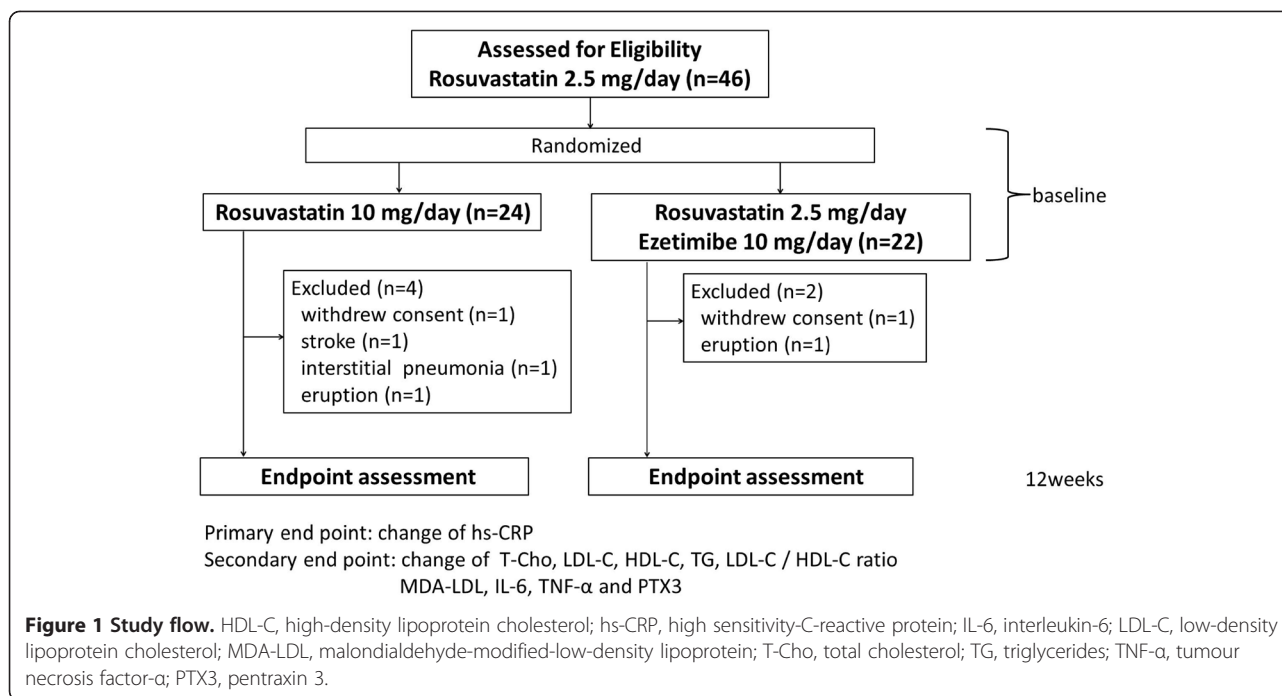 Assessed for Eligibility
Rosuvastatin 2.5 mg/day (n=46)
Randomized
baseline
Rosuvastatin 10 mg/day (n=24)
Rosuvastatin 2.5 mg/day
Ezetimibe 10 mg/day (n=22)
Excluded (n=4)
withdrew consent (n=1)
stroke (n=1)
interstitial pneumonia (n=1)
eruption (n=1)
Excluded (n=2)
withdrew consent (n=1)
eruption (n=1)
Endpoint assessment
Endpoint assessment
12weeks
Primary end point: change of hs-CRP
Secondary end point: change of T-Cho, LDL-C, HDL-C, TG, LDL-C / HDL-C ratio
MDA-LDL, IL-6, TNF-α and PTX3
Figure 1 Study flow. HDL-C, high-density lipoprotein cholesterol; hs-CRP, high sensitivity-C-reactive protein; IL-6, interleukin-6; LDL-C, low-density
lipoprotein cholesterol; MDA-LDL, malondialdehyde-modified-low-density lipoprotein; T-Cho, total cholesterol; TG, triglycerides; TNF-α, tumour
necrosis factor-α; PTX3, pentraxin 3.